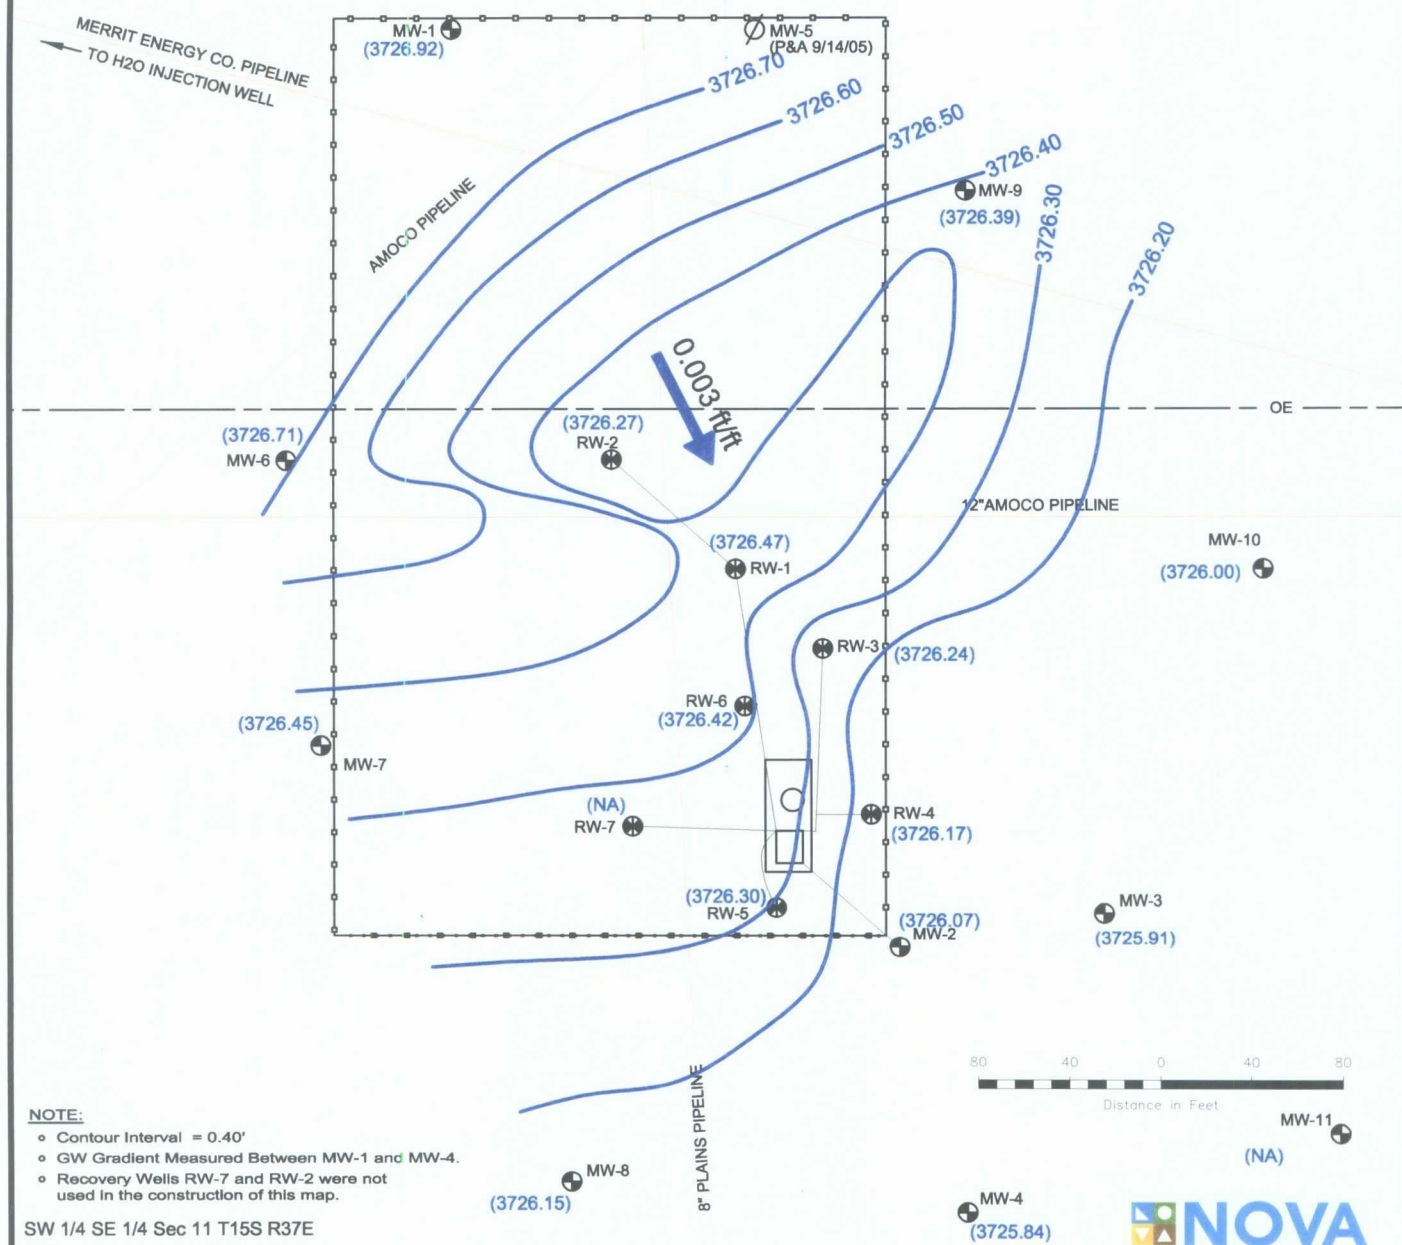 MERRIT ENERGY CO. PIPELINE
TO H2O INJECTION WELL
MW-1
(3726.92)
MW-5
(P&A 9/14/05)
3726.70
3726.60
3726.50
3726.40
AMOCO PIPELINE
MW-9
(3726.39)
3726.30
3726.20
0.003 ft/ft
OE
(3726.71)
MW-6
(3726.27)
RW-2
12"AMOCO PIPELINE
(3726.47)
RW-1
MW-10
(3726.00)
RW-3
(3726.24)
RW-6
(3726.42)
(3726.45)
MW-7
(NA)
RW-7
RW-4
(3726.17)
(3726.30)
RW-5
(3726.07)
MW-2
MW-3
(3725.91)
80 40 0 40 80
Distance in Feet
MW-11
(NA)
8" PLAINS PIPELINE
MW-8
(3726.15)
MW-4
(3725.84)
NOTE:
Contour Interval = 0.40'
GW Gradient Measured Between MW-1 and MW-4.
Recovery Wells RW-7 and RW-2 were not
used in the construction of this map.
SW 1/4 SE 1/4 Sec 11 T15S R37E
NOVA